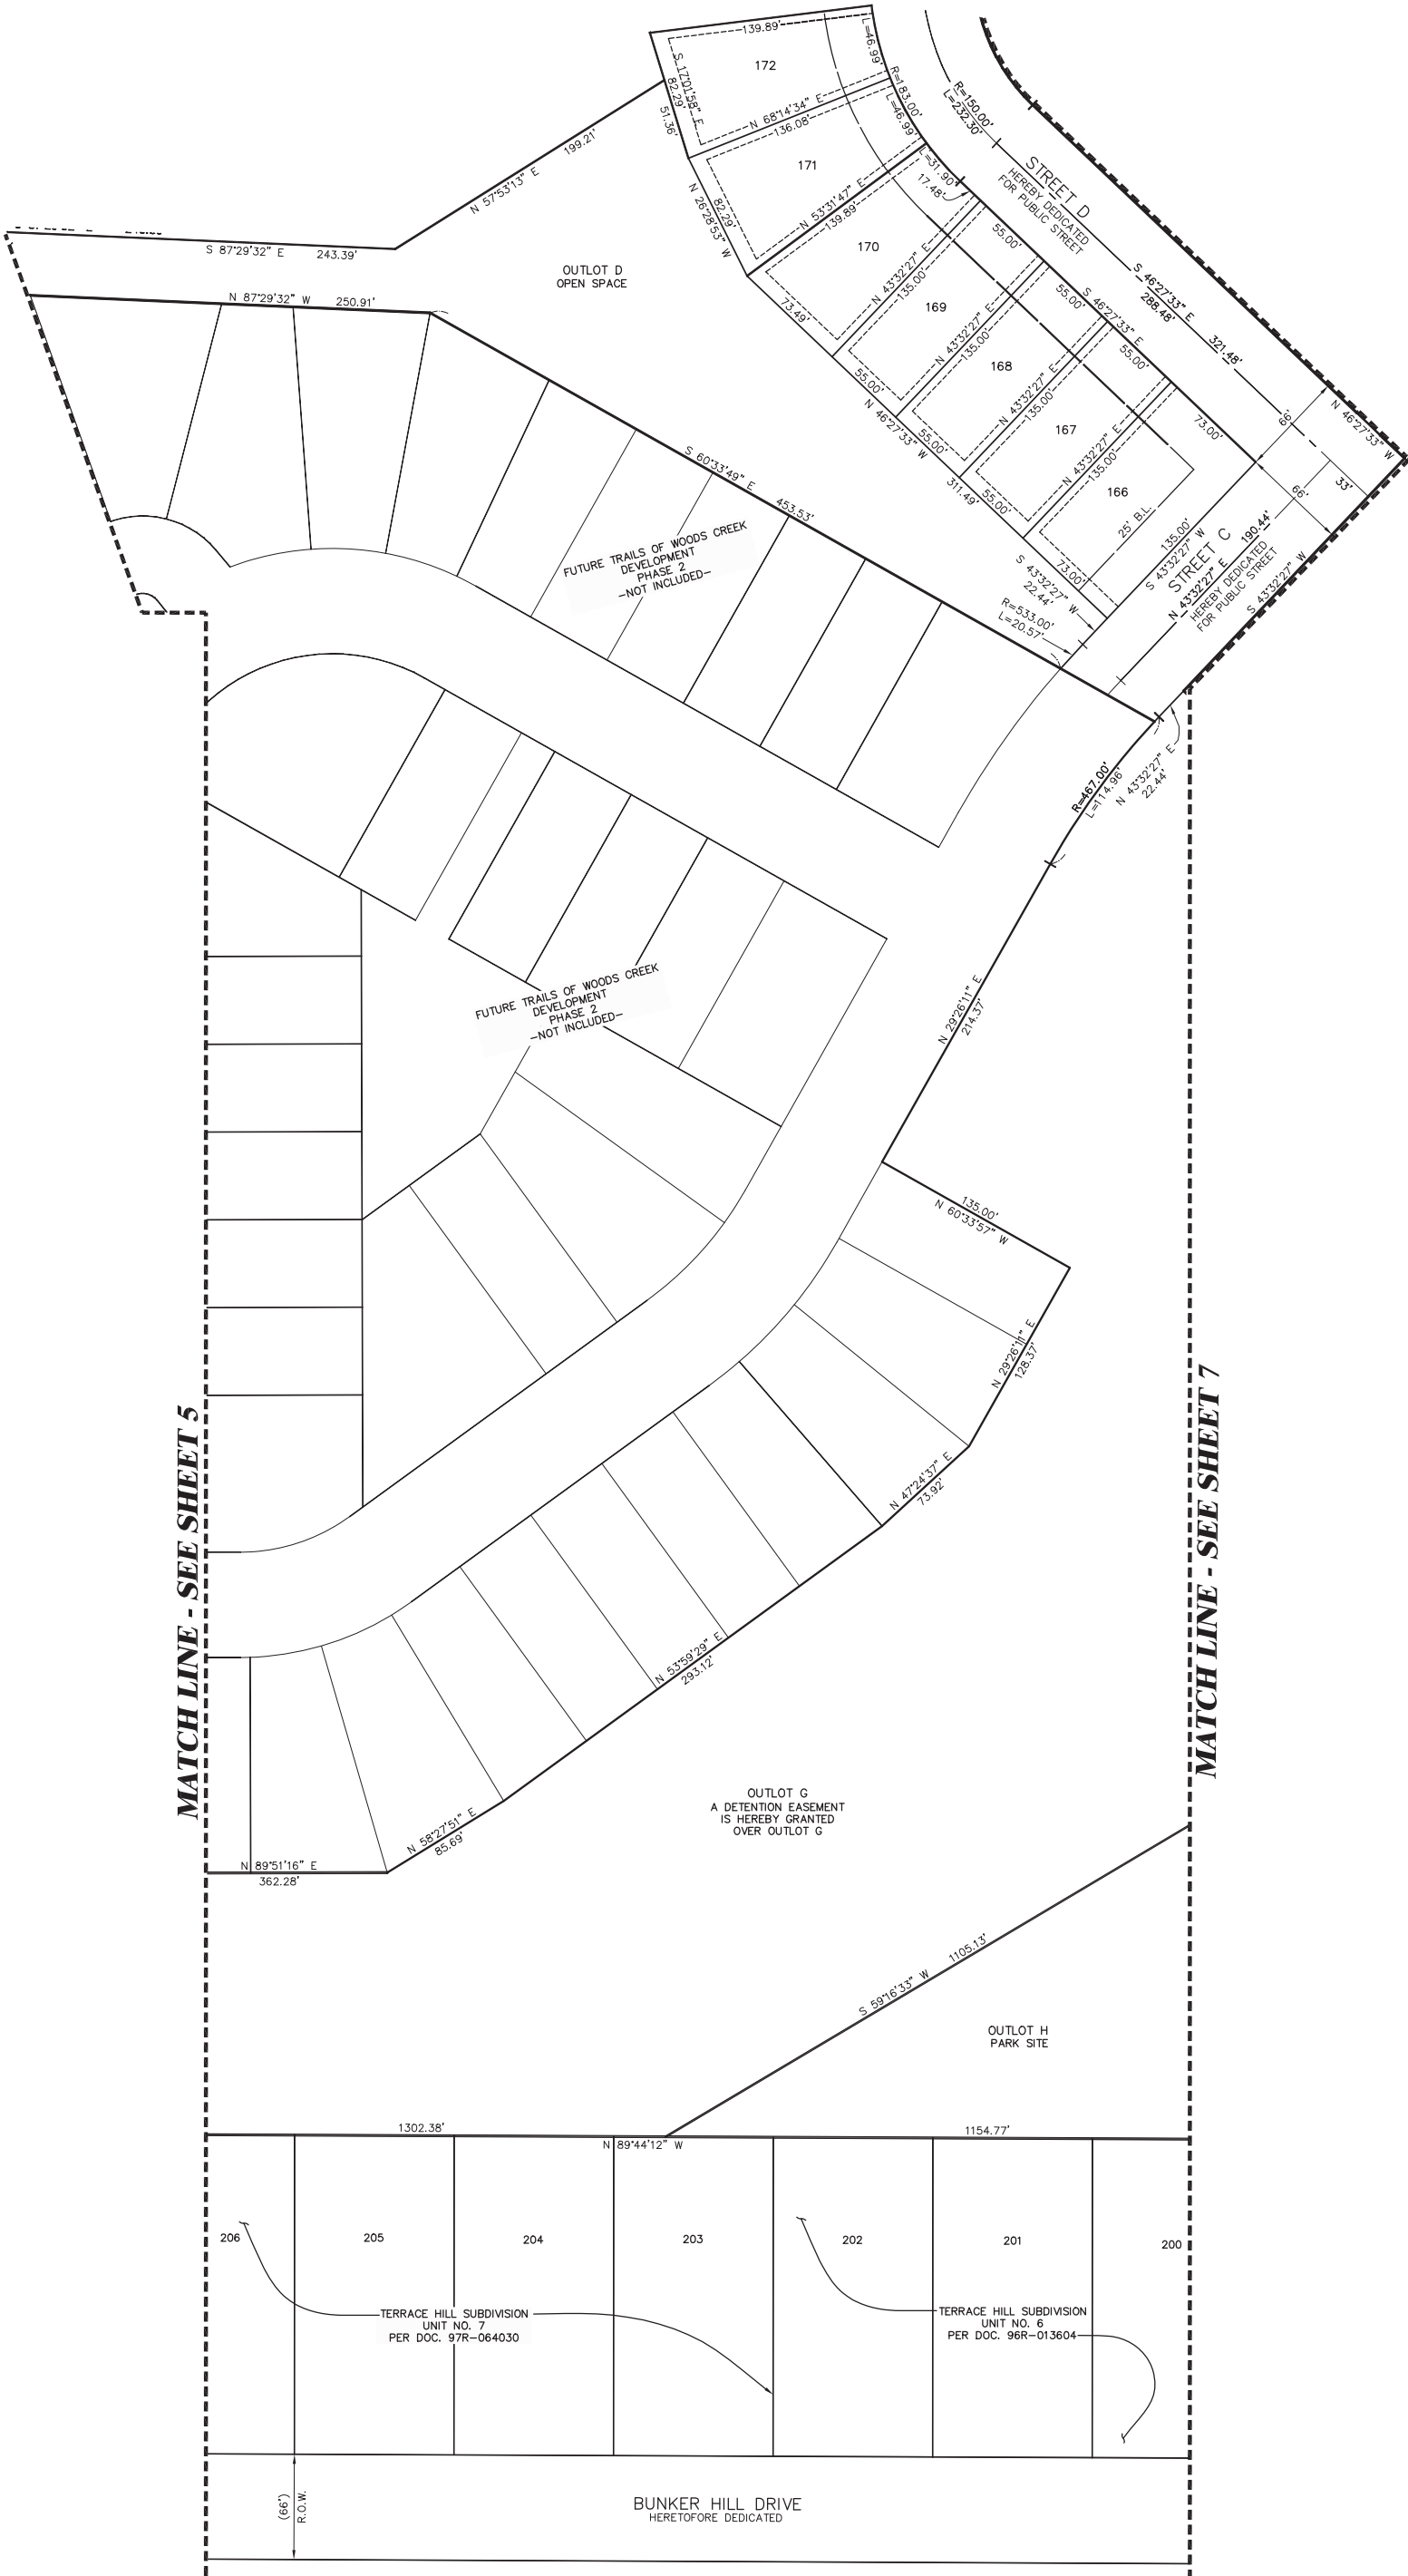 139.89'
172
L=46.99'
S 17°01'58" E
82.29'
51.36'
N 68°14'34" E
136.08'
R=183.00'
L=46.99'
171
82.29'
N 26°28'53" W
N 53°31'47" E
139.89'
L=31.90'
17.48'
R=150.00'
L=232.30'
STREET D
HEREBY DEDICATED
FOR PUBLIC STREET
199.21'
N 57°53'13" E
S 87°29'32" E 243.39'
N 87°29'32" W 250.91'
OUTLOT D
OPEN SPACE
170
73.49'
N 43°32'27" E
135.00'
55.00'
169
55.00'
N 43°32'27" E
135.00'
55.00'
S 46°27'33" E
S 46°27'33" E
288.48'
321.48'
168
55.00'
N 46°27'33" W
311.49'
N 43°32'27" E
135.00'
55.00'
167
55.00'
N 43°32'27" E
135.00'
73.00'
66'
N 46°27'33" W
33'
66'
166
25' B.L.
73.00'
135.00'
S 43°32'27" W
STREET C
N 43°32'27" E 190.44'
HEREBY DEDICATED
FOR PUBLIC STREET
S 43°32'27" W
S 43°32'27" W
22.44'
R=533.00'
L=20.57'
S 60°33'49" E 453.53'
FUTURE TRAILS OF WOODS CREEK
DEVELOPMENT
PHASE 2
-NOT INCLUDED-
R=467.00'
L=114.96'
N 43°32'27" E
22.44'
FUTURE TRAILS OF WOODS CREEK
DEVELOPMENT
PHASE 2
-NOT INCLUDED-
N 29°26'11" E
214.37'
135.00'
N 60°33'57" W
N 29°26'11" E
128.37'
N 47°24'37" E
73.92'
N 53°59'29" E
293.12'
N 58°27'51" E
85.69'
N 89°51'16" E
362.28'
MATCH LINE - SEE SHEET 5
MATCH LINE - SEE SHEET 7
OUTLOT G
A DETENTION EASEMENT
IS HEREBY GRANTED
OVER OUTLOT G
S 59°16'33" W 1105.13'
OUTLOT H
PARK SITE
1302.38'
N 89°44'12" W
1154.77'
206
205
204
203
202
201
200
TERRACE HILL SUBDIVISION
UNIT NO. 7
PER DOC. 97R-064030
TERRACE HILL SUBDIVISION
UNIT NO. 6
PER DOC. 96R-013604
(66')
R.O.W.
BUNKER HILL DRIVE
HERETOFORE DEDICATED